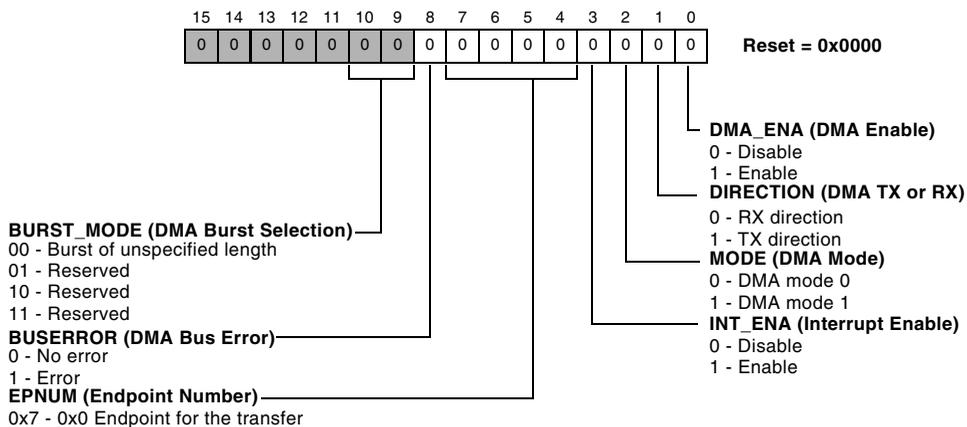 15 14 13 12 11 10 9 8 7 6 5 4 3 2 1 0
0 0 0 0 0 0 0 0 0 0 0 0 0 0 0 0
Reset = 0x0000
DMA_ENA (DMA Enable)
0 - Disable
1 - Enable
DIRECTION (DMA TX or RX)
0 - RX direction
1 - TX direction
MODE (DMA Mode)
0 - DMA mode 0
1 - DMA mode 1
INT_ENA (Interrupt Enable)
0 - Disable
1 - Enable
BURST_MODE (DMA Burst Selection)
00 - Burst of unspecified length
01 - Reserved
10 - Reserved
11 - Reserved
BUSERROR (DMA Bus Error)
0 - No error
1 - Error
EPNUM (Endpoint Number)
0x7 - 0x0 Endpoint for the transfer